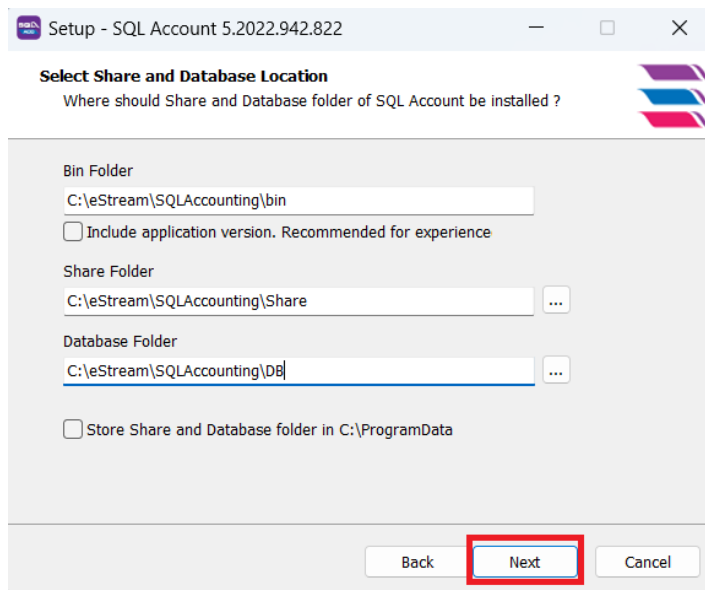 Setup - SQL Account 5.2022.942.822
Select Share and Database Location
Where should Share and Database folder of SQL Account be installed ?
Bin Folder
C:\eStream\SQLAccounting\bin
Include application version. Recommended for experience
Share Folder
C:\eStream\SQLAccounting\Share
...
Database Folder
C:\eStream\SQLAccounting\DB
...
Store Share and Database folder in C:\ProgramData
Back Next Cancel